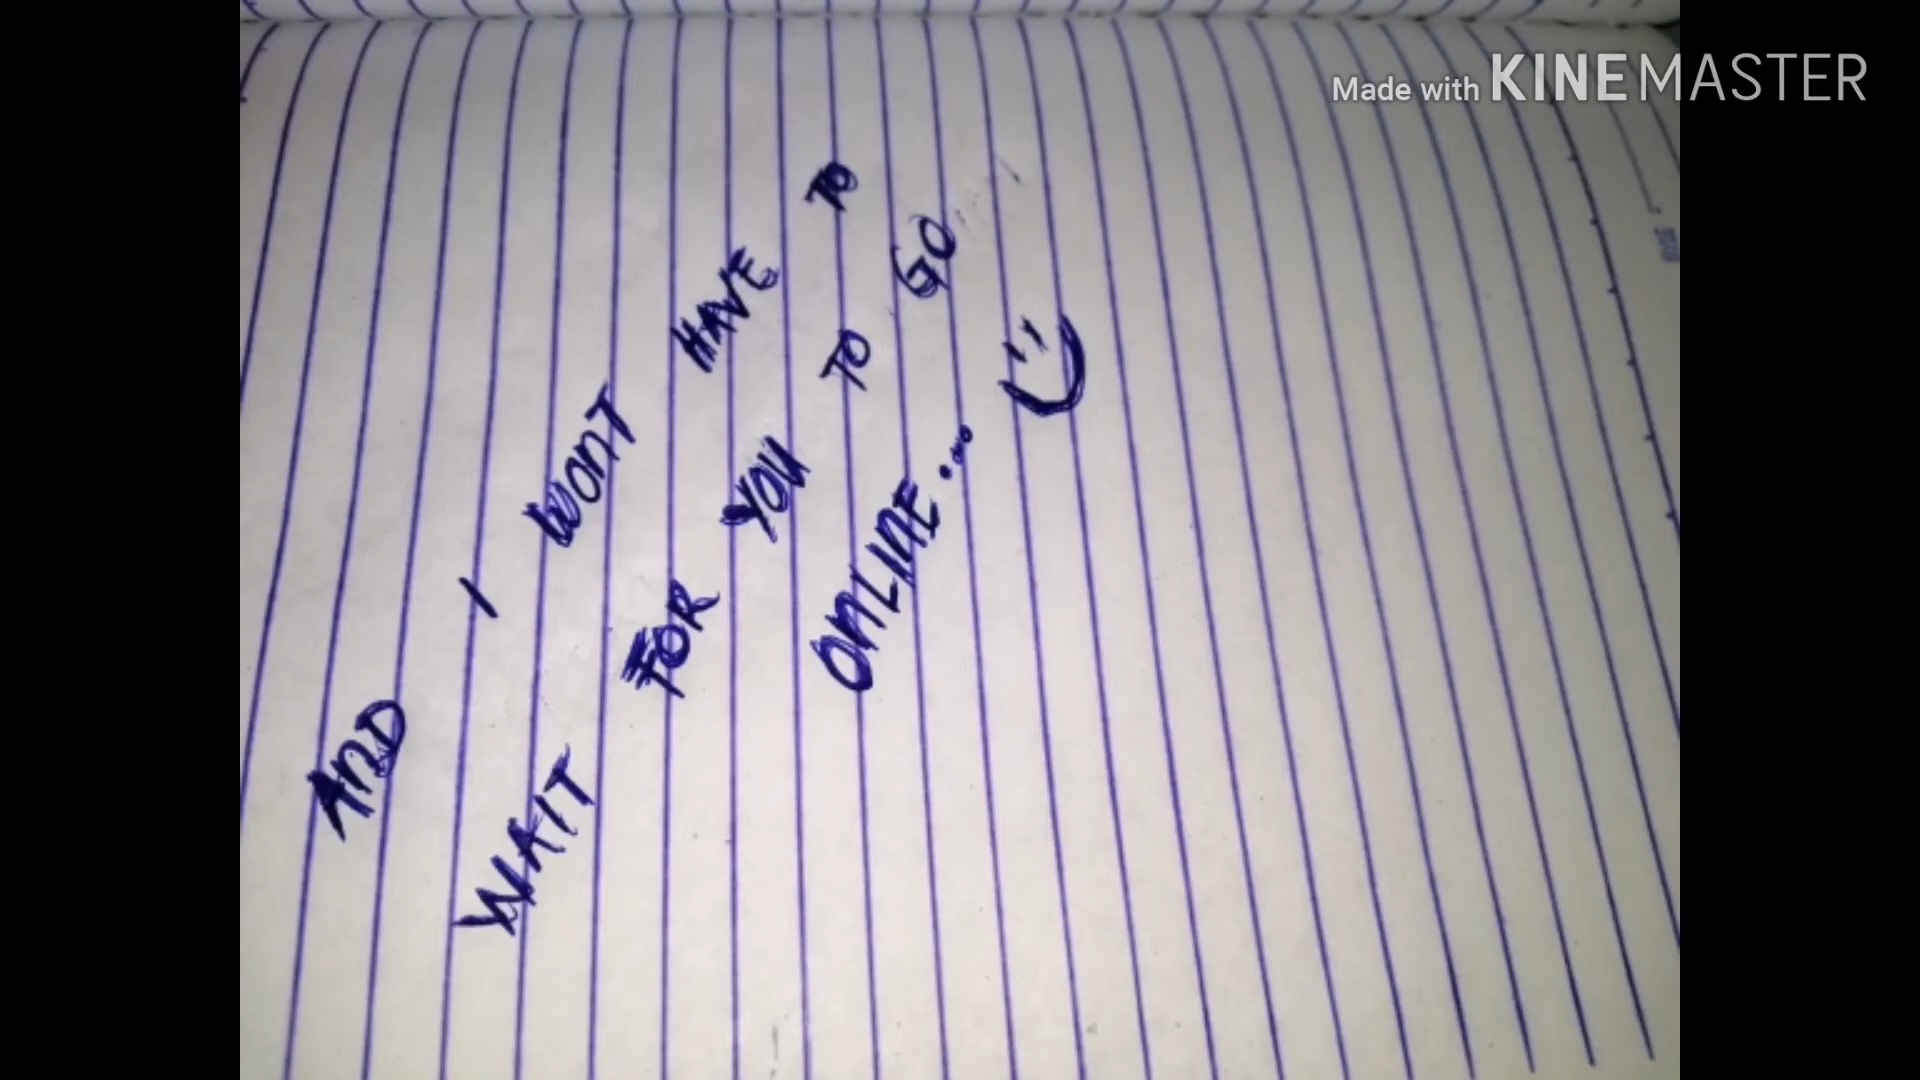 Made with KINEMASTER
AND I WONT HAVE TO
WAIT FOR YOU TO GO
ONLINE...